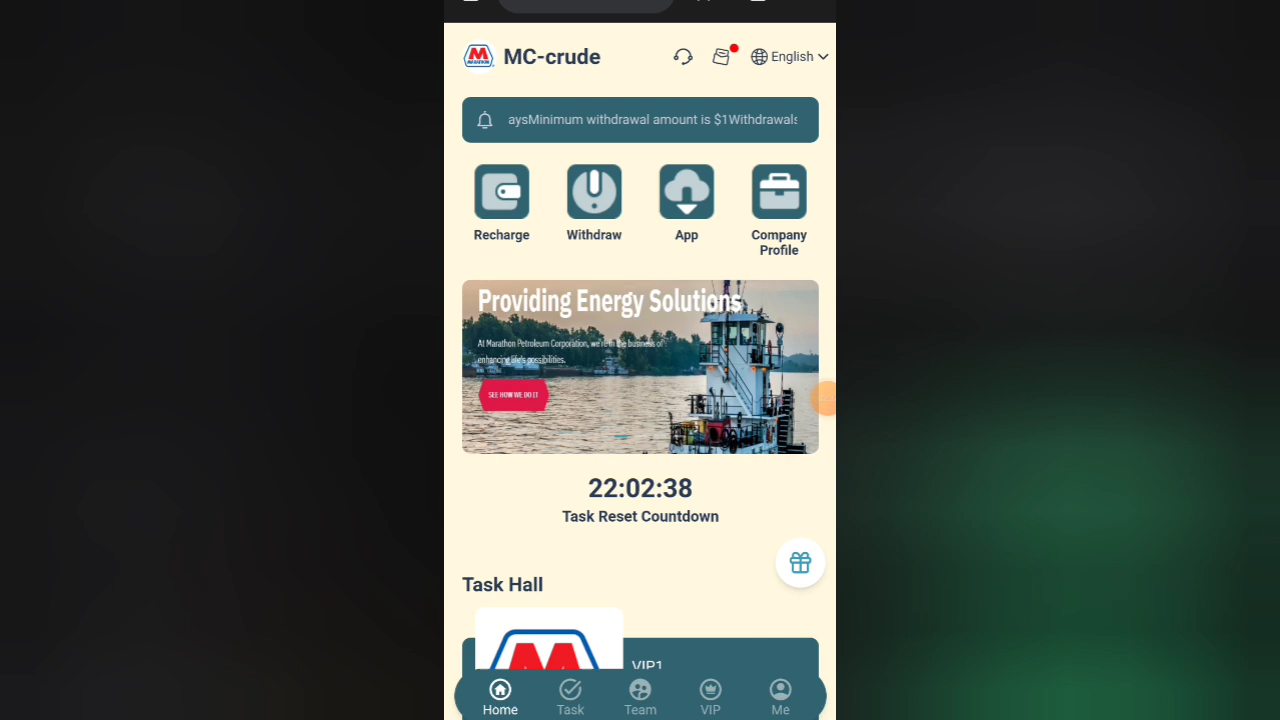 MC-crude
English
aysMinimum withdrawal amount is $1Withdrawals
Recharge
Withdraw
App
Company
Profile
Providing Energy Solutions
At Marathon Petroleum Corporation, we're in the business of
enhancing life's possibilities.
SEE HOW WE DO IT
22:02:38
Task Reset Countdown
Task Hall
VIP1
Home
Task
Team
VIP
Me